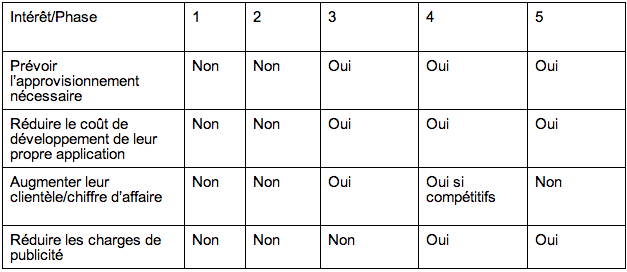 Intérêt/Phase 1 2 3 4 5
Prévoir l'approvisionnement nécessaire Non Non Oui Oui Oui
Réduire le coût de développement de leur propre application Non Non Oui Oui Oui
Augmenter leur clientèle/chiffre d'affaire Non Non Oui Oui si compétitifs Non
Réduire les charges de publicité Non Non Non Oui Oui